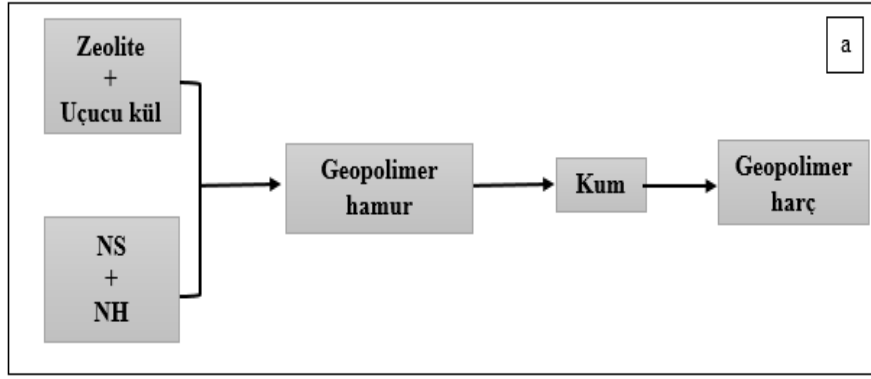 Zeolite
+
Uçucu kül
a
Geopolimer
hamur
Kum
Geopolimer
harç
NS
+
NH